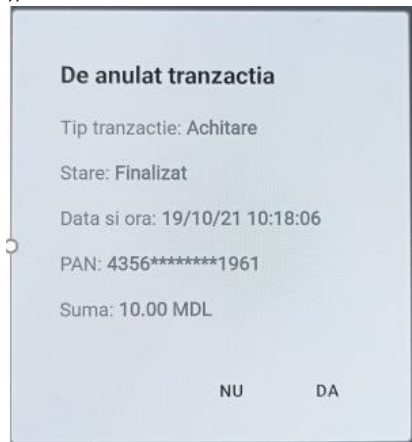 De anulat tranzactia
Tip tranzactie: Achitare
Stare: Finalizat
Data si ora: 19/10/21 10:18:06
PAN: 4356********1961
Suma: 10.00 MDL
NU DA